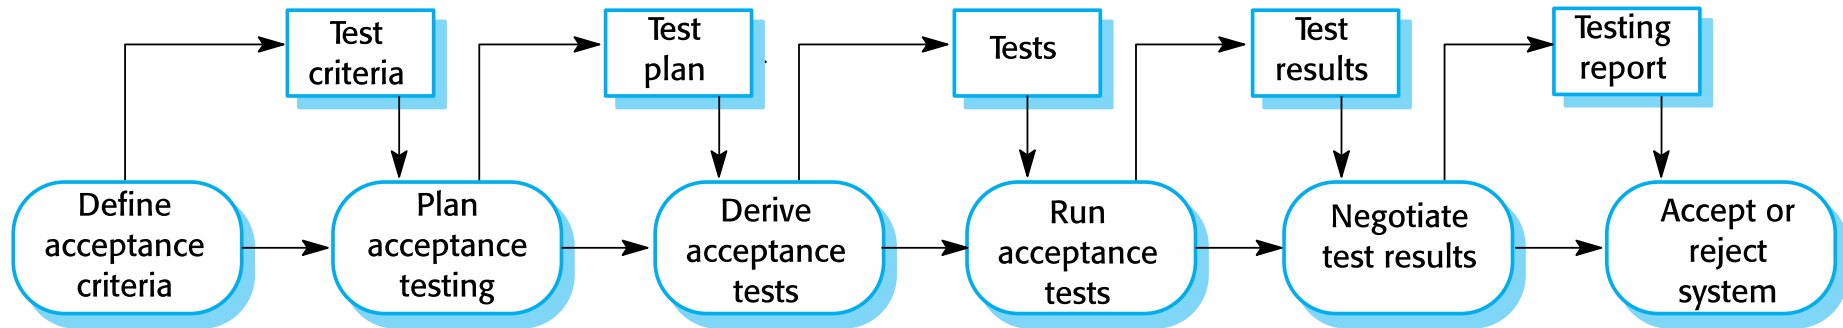 Test
criteria
Test
plan
Tests
Test
results
Testing
report
Define
acceptance
criteria
Plan
acceptance
testing
Derive
acceptance
tests
Run
acceptance
tests
Negotiate
test results
Accept or
reject
system